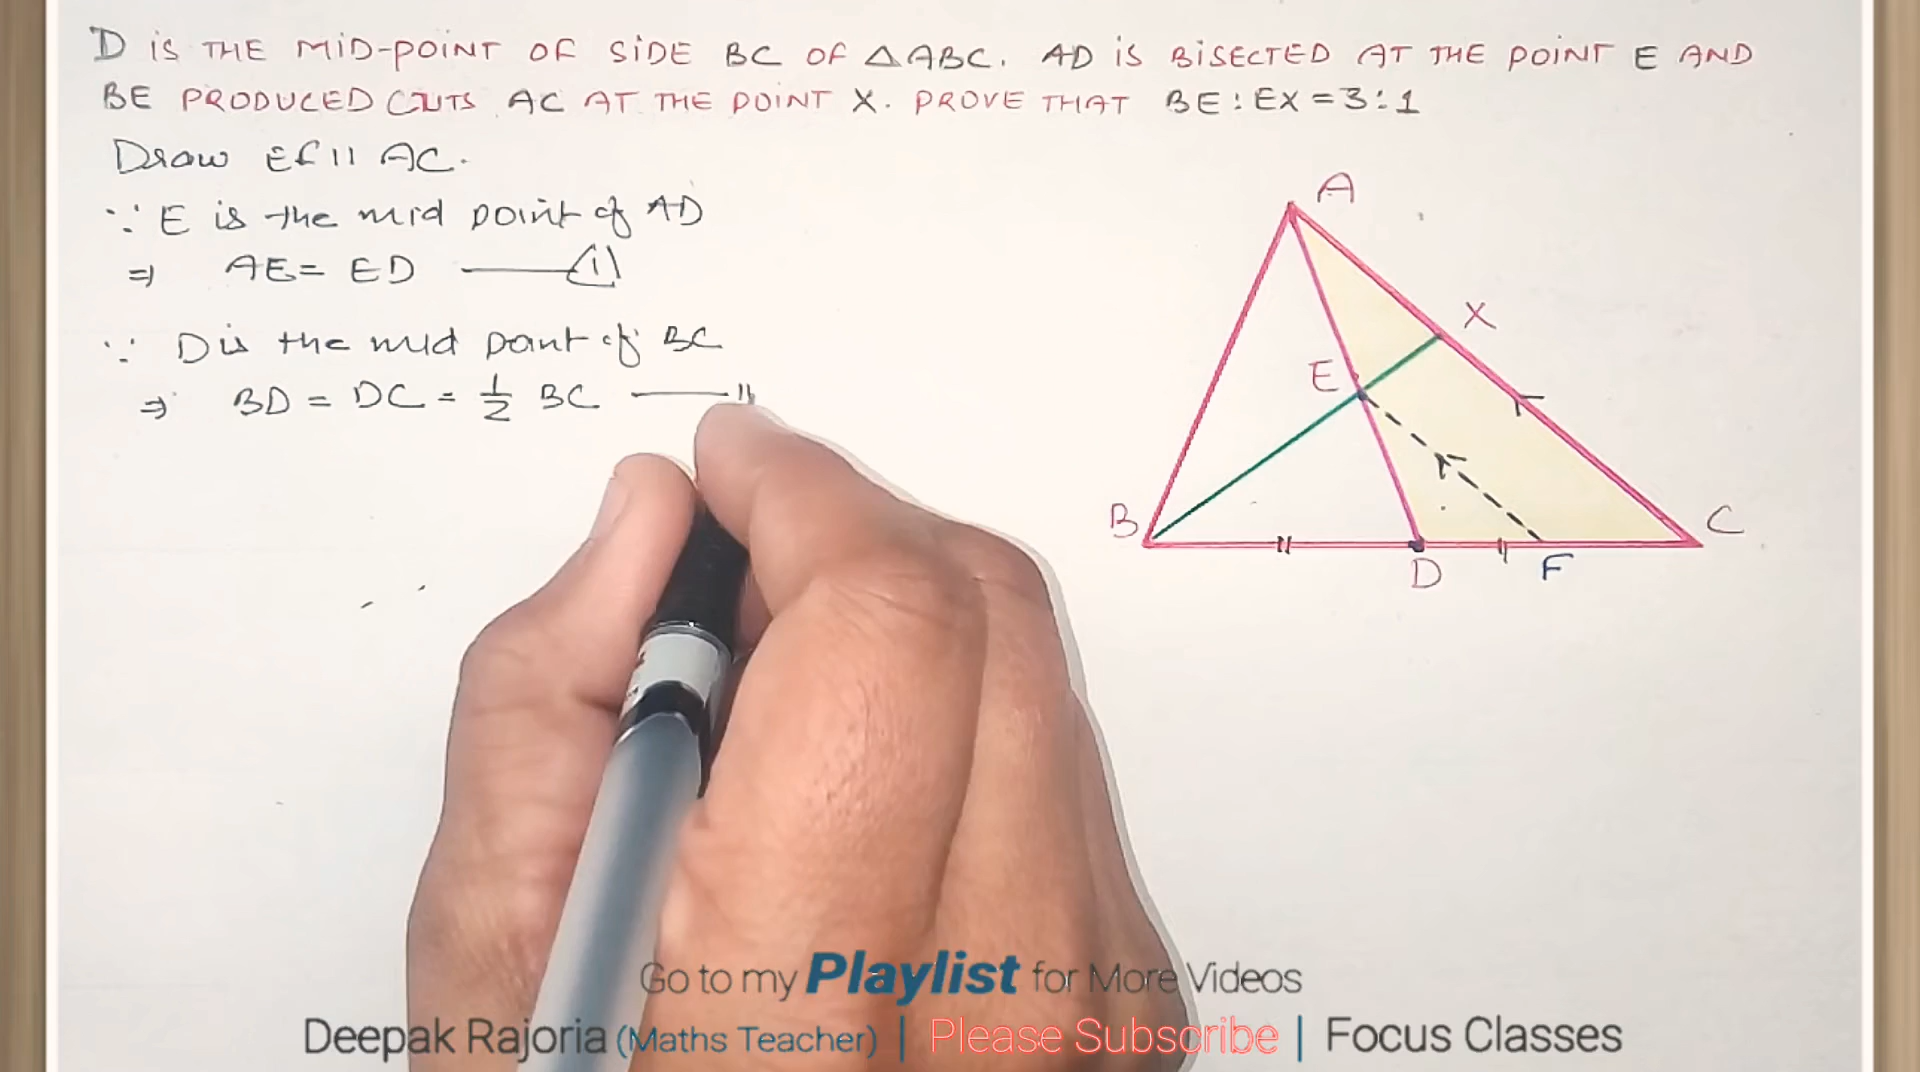 D IS THE MID-POINT OF SIDE BC OF △ABC. AD IS BISECTED AT THE POINT E AND
BE PRODUCED CUTS AC AT THE POINT X. PROVE THAT BE:EX=3:1
Draw EF || AC.
∵ E is the mid point of AD
⇒ AE = ED —— (1)
∵ D is the mid point of BC
⇒ BD = DC = 1/2 BC ——
A
X
E
B
C
D
F
Go to my Playlist for More Videos
Deepak Rajoria (Maths Teacher) | Please Subscribe | Focus Classes